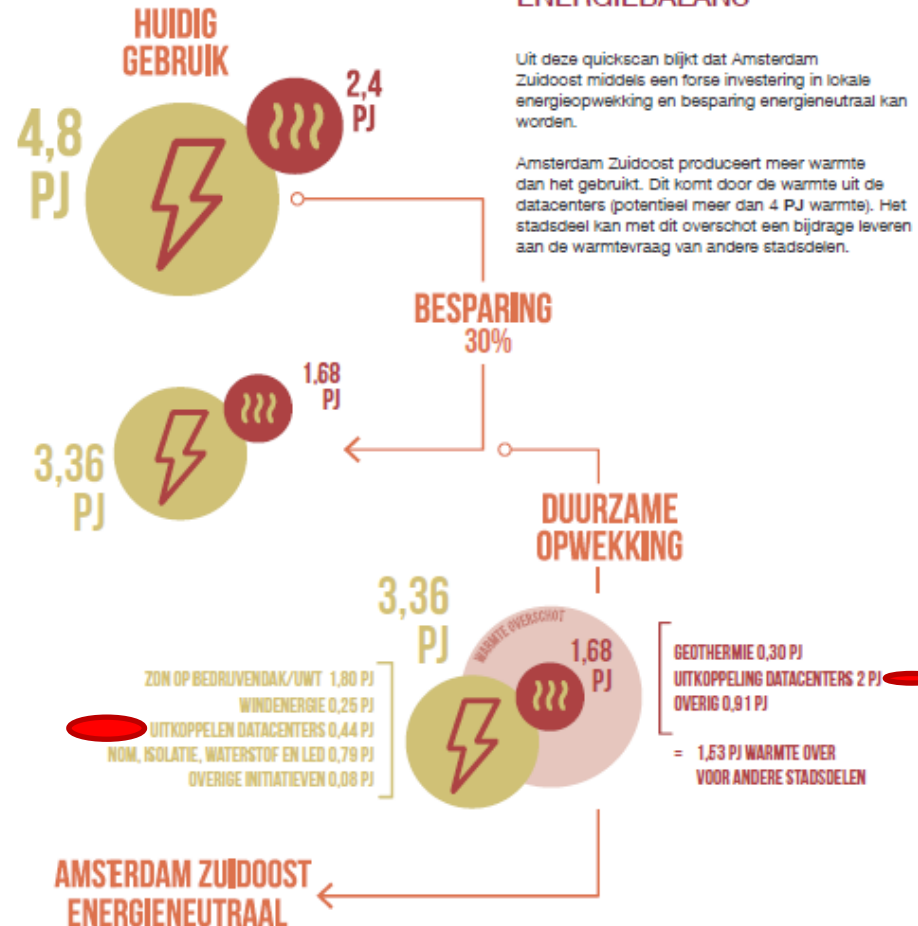 ENERGIEBALANS
HUIDIG
GEBRUIK
4,8
PJ
2,4
PJ
Uit deze quickscan blijkt dat Amsterdam
Zuidoost middels een forse investering in lokale
energieopwekking en besparing energieneutraal kan
worden.
Amsterdam Zuidoost produceert meer warmte
dan het gebruikt. Dit komt door de warmte uit de
datacenters (potentieel meer dan 4 PJ warmte). Het
stadsdeel kan met dit overschot een bijdrage leveren
aan de warmtevraag van andere stadsdelen.
BESPARING
30%
3,36
PJ
1,68
PJ
DUURZAME
OPWEKKING
3,36
PJ
WARMTE OVERSCHOT
1,68
PJ
ZON OP BEDRIJVENDAK/UWT 1,80 PJ
WINDENERGIE 0,25 PJ
UITKOPPELEN DATACENTERS 0,44 PJ
NOM, ISOLATIE, WATERSTOF EN LED 0,79 PJ
OVERIGE INITIATIEVEN 0,08 PJ
GEOTHERMIE 0,30 PJ
UITKOPPELING DATACENTERS 2 PJ
OVERIG 0,91 PJ
= 1,53 PJ WARMTE OVER
VOOR ANDERE STADSDELEN
AMSTERDAM ZUIDOOST
ENERGIENEUTRAAL